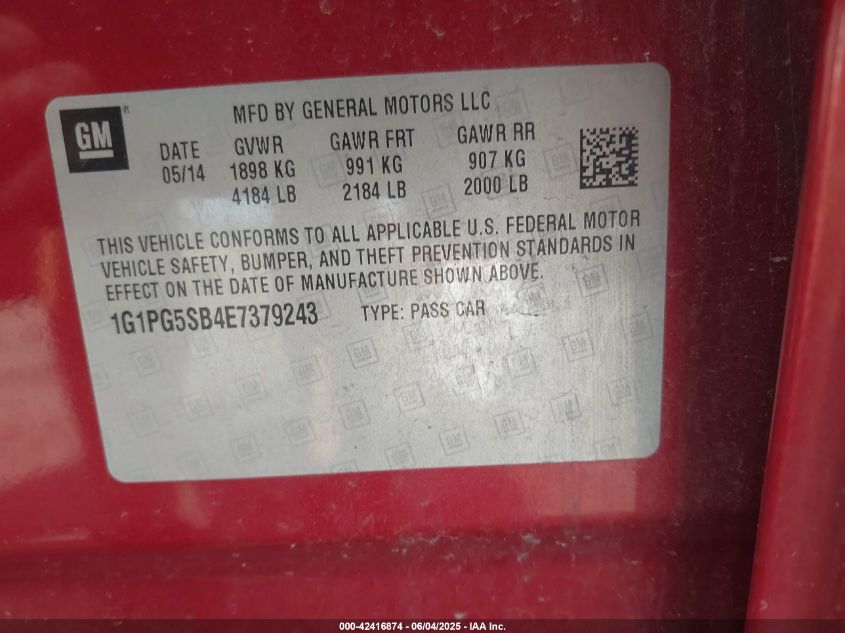 GM
MFD BY GENERAL MOTORS LLC
DATE GVWR GAWR FRT GAWR RR
05/14 1898 KG 991 KG 907 KG
4184 LB 2184 LB 2000 LB
THIS VEHICLE CONFORMS TO ALL APPLICABLE U.S. FEDERAL MOTOR
VEHICLE SAFETY, BUMPER, AND THEFT PREVENTION STANDARDS IN
EFFECT ON THE DATE OF MANUFACTURE SHOWN ABOVE.
1G1PG5SB4E7379243 TYPE: PASS CAR
000-42416874 / 06/04/2025 - IAA Inc.